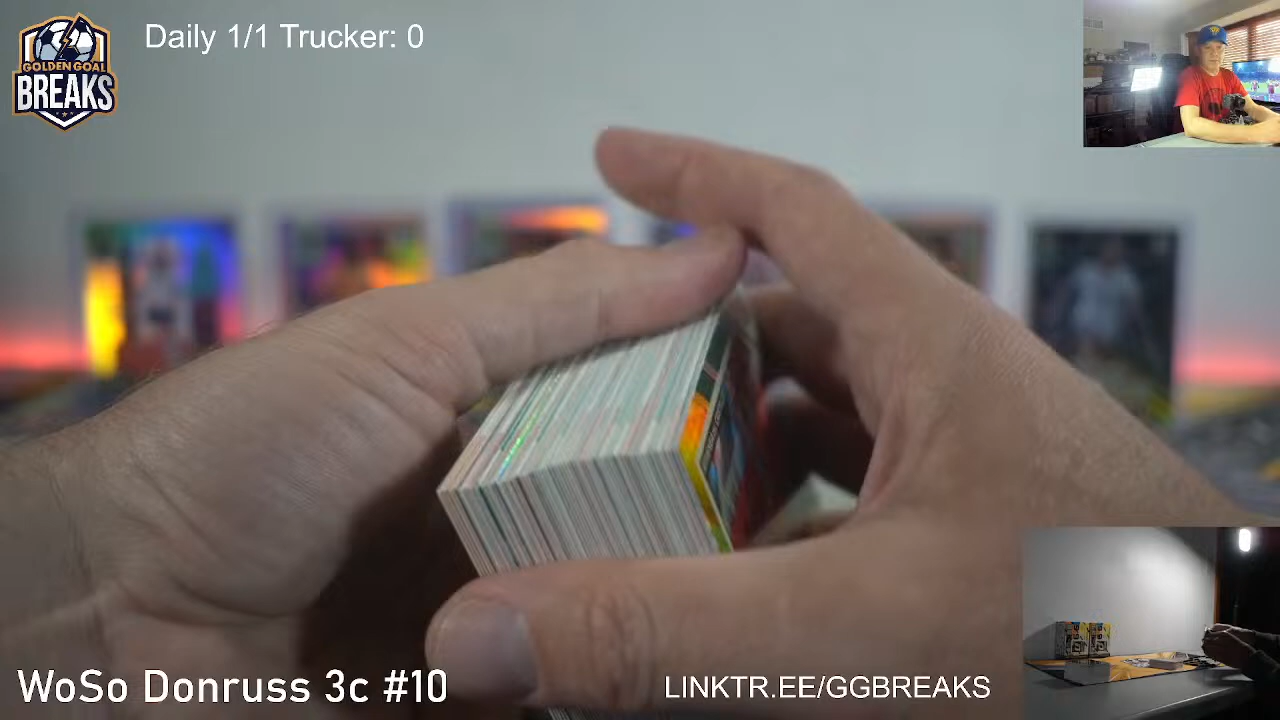 Daily 1/1 Trucker: 0
GOLDEN GOAL
BREAKS
WoSo Donruss 3c #10
LINKTR.EE/GGBREAKS